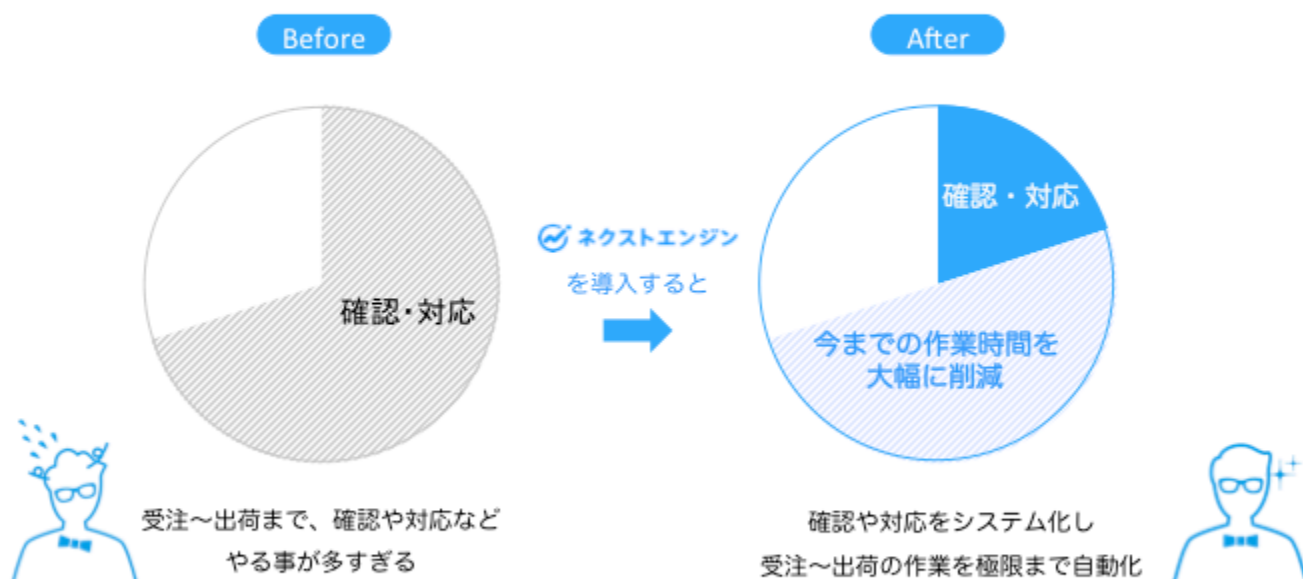 Before
確認・対応
受注～出荷まで、確認や対応など
やる事が多すぎる
ネクストエンジン
を導入すると
After
確認・対応
今までの作業時間を
大幅に削減
確認や対応をシステム化し
受注～出荷の作業を極限まで自動化